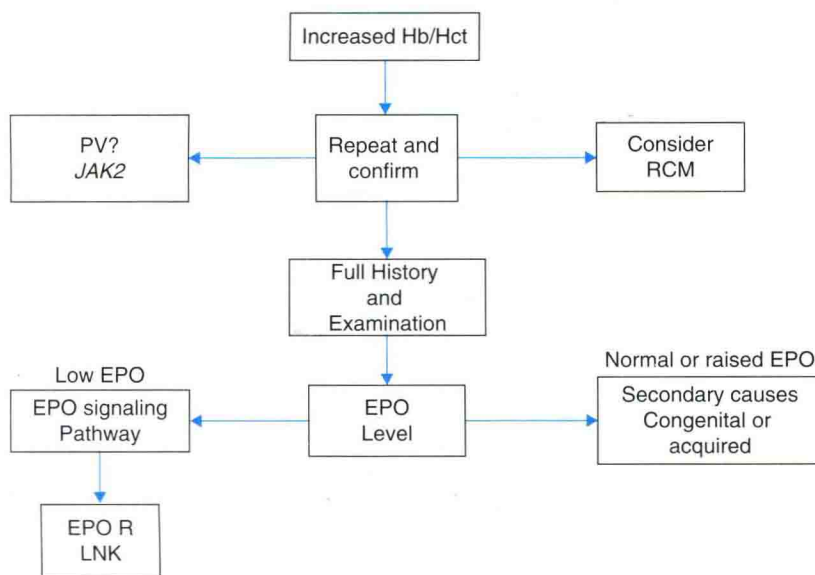 Increased Hb/Hct
PV?
JAK2
Repeat and
confirm
Consider
RCM
Full History
and
Examination
Low EPO
EPO signaling
Pathway
EPO
Level
Normal or raised EPO
Secondary causes
Congenital or
acquired
EPO R
LNK